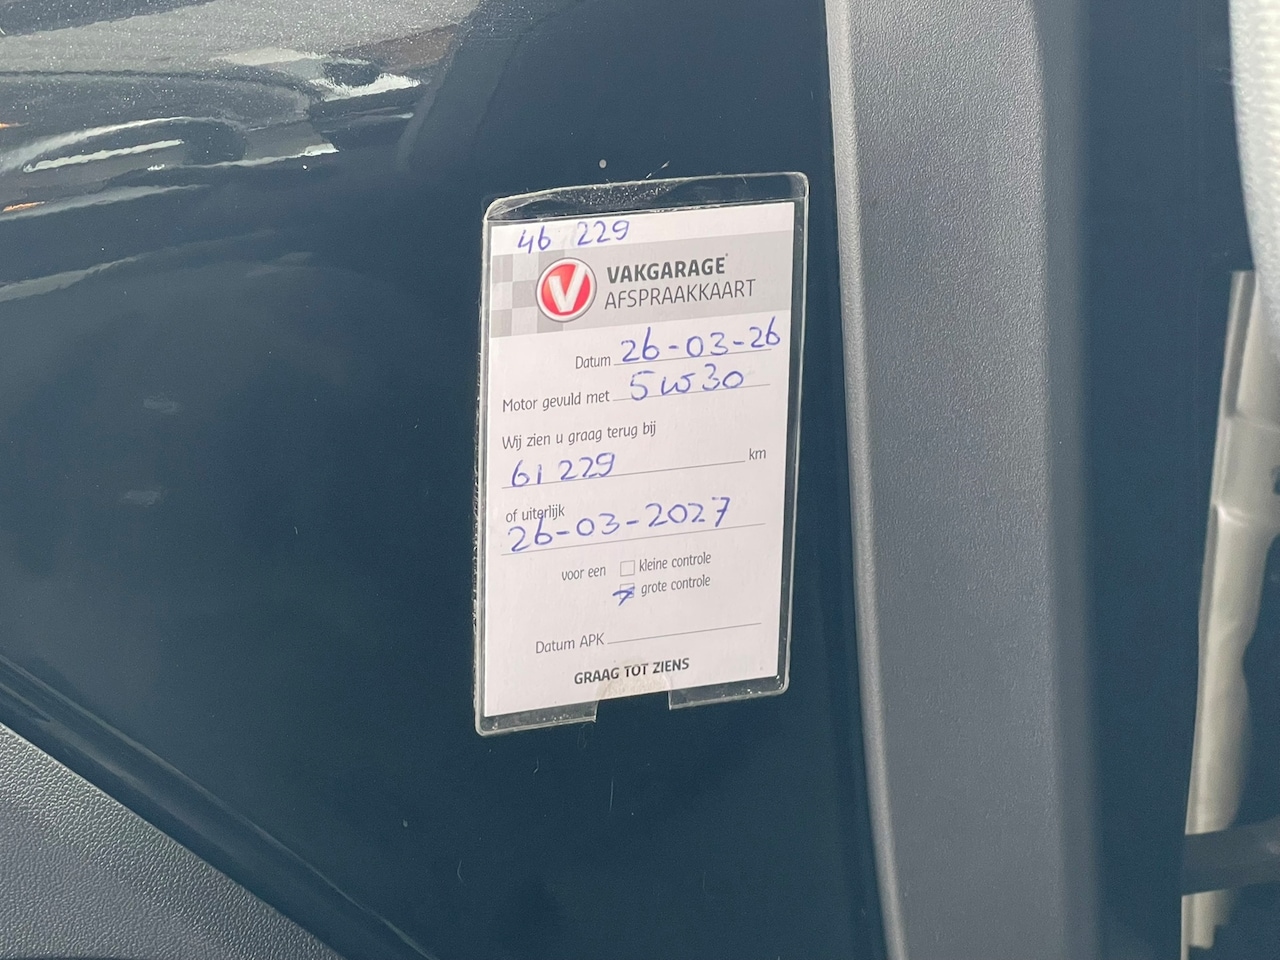 46 229
V VAKGARAGE
AFSPRAAKKAART
Datum 26-03-26
Motor gevuld met 5w30
Wij zien u graag terug bij
61 229 km
of uiterlijk
26-03-2027
voor een kleine controle
grote controle
Datum APK
GRAAG TOT ZIENS